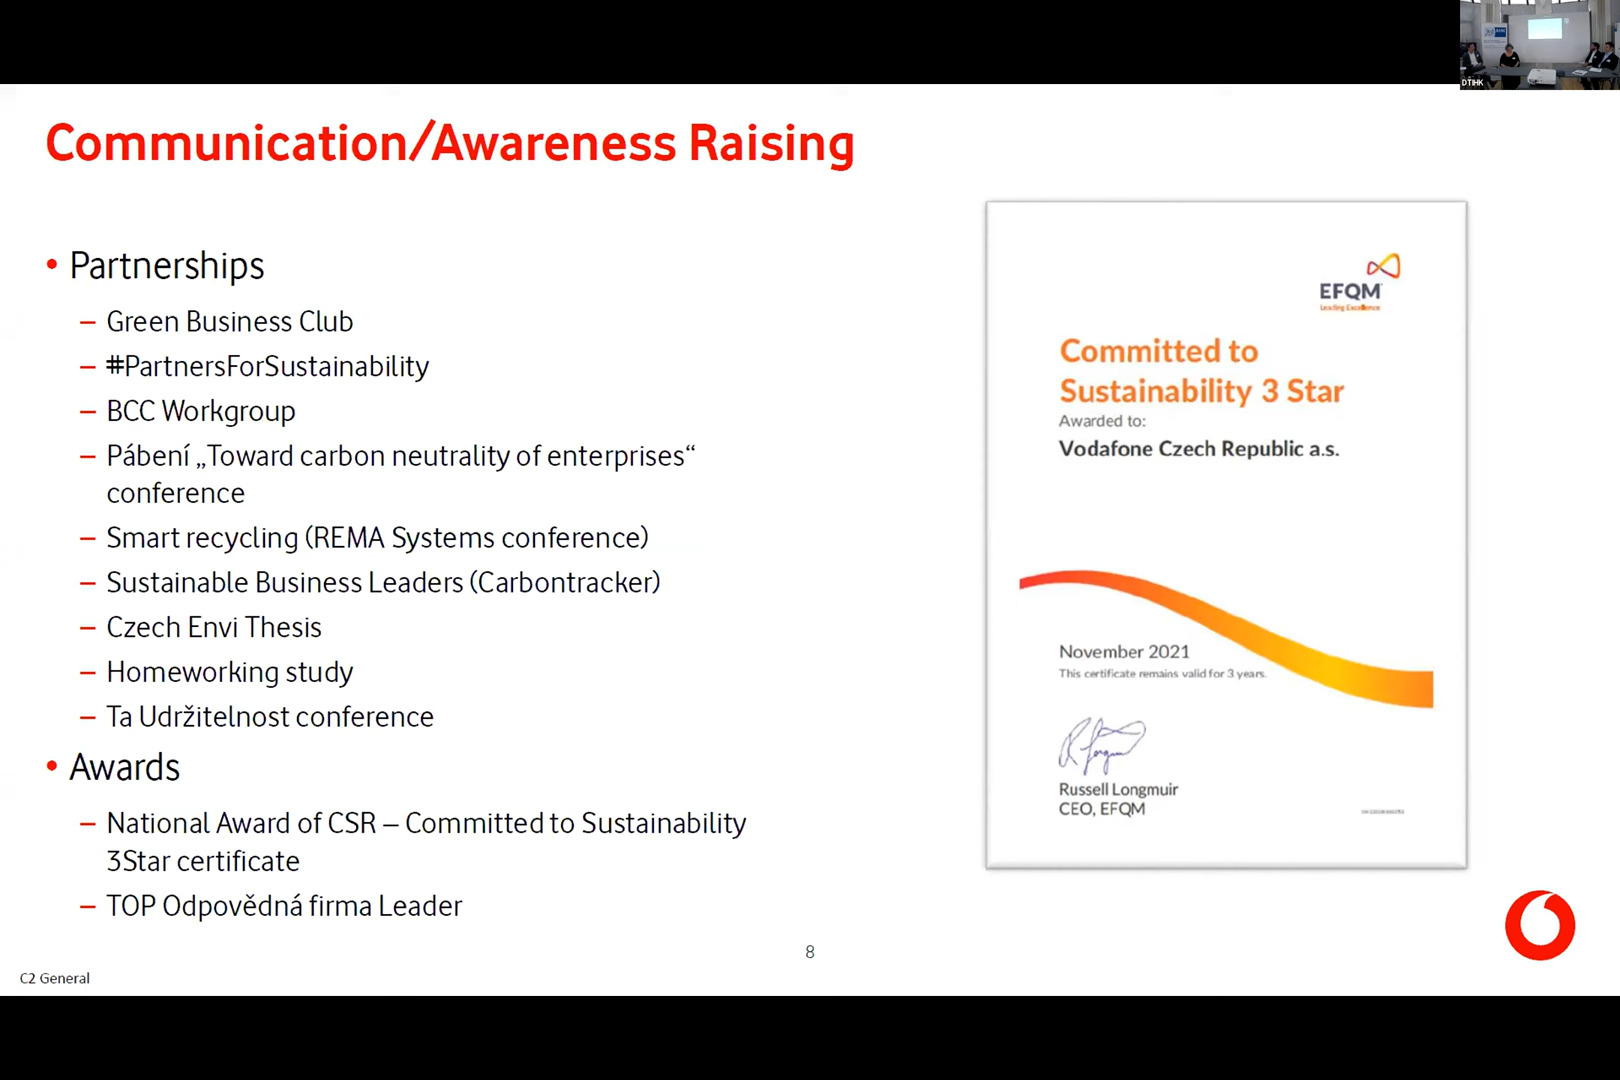 DTIHK
Communication/Awareness Raising
• Partnerships
– Green Business Club
– #PartnersForSustainability
– BCC Workgroup
– Pábení „Toward carbon neutrality of enterprises“
conference
– Smart recycling (REMA Systems conference)
– Sustainable Business Leaders (Carbontracker)
– Czech Envi Thesis
– Homeworking study
– Ta Udržitelnost conference
• Awards
– National Award of CSR – Committed to Sustainability
3Star certificate
– TOP Odpovědná firma Leader
EFQM
Leading Excellence
Committed to
Sustainability 3 Star
Awarded to:
Vodafone Czech Republic a.s.
November 2021
This certificate remains valid for 3 years.
Russell Longmuir
CEO, EFQM
8
C2 General